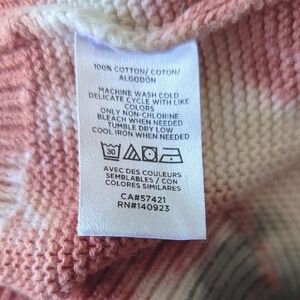 100% COTTON/ COTON/
ALGODÓN
MACHINE WASH COLD
DELICATE CYCLE WITH LIKE
COLORS
ONLY NON-CHLORINE
BLEACH WHEN NEEDED
TUMBLE DRY LOW
COOL IRON WHEN NEEDED
30
AVEC DES COULEURS
SEMBLABLES / CON
COLORES SIMILARES
CA#57421
RN#140923